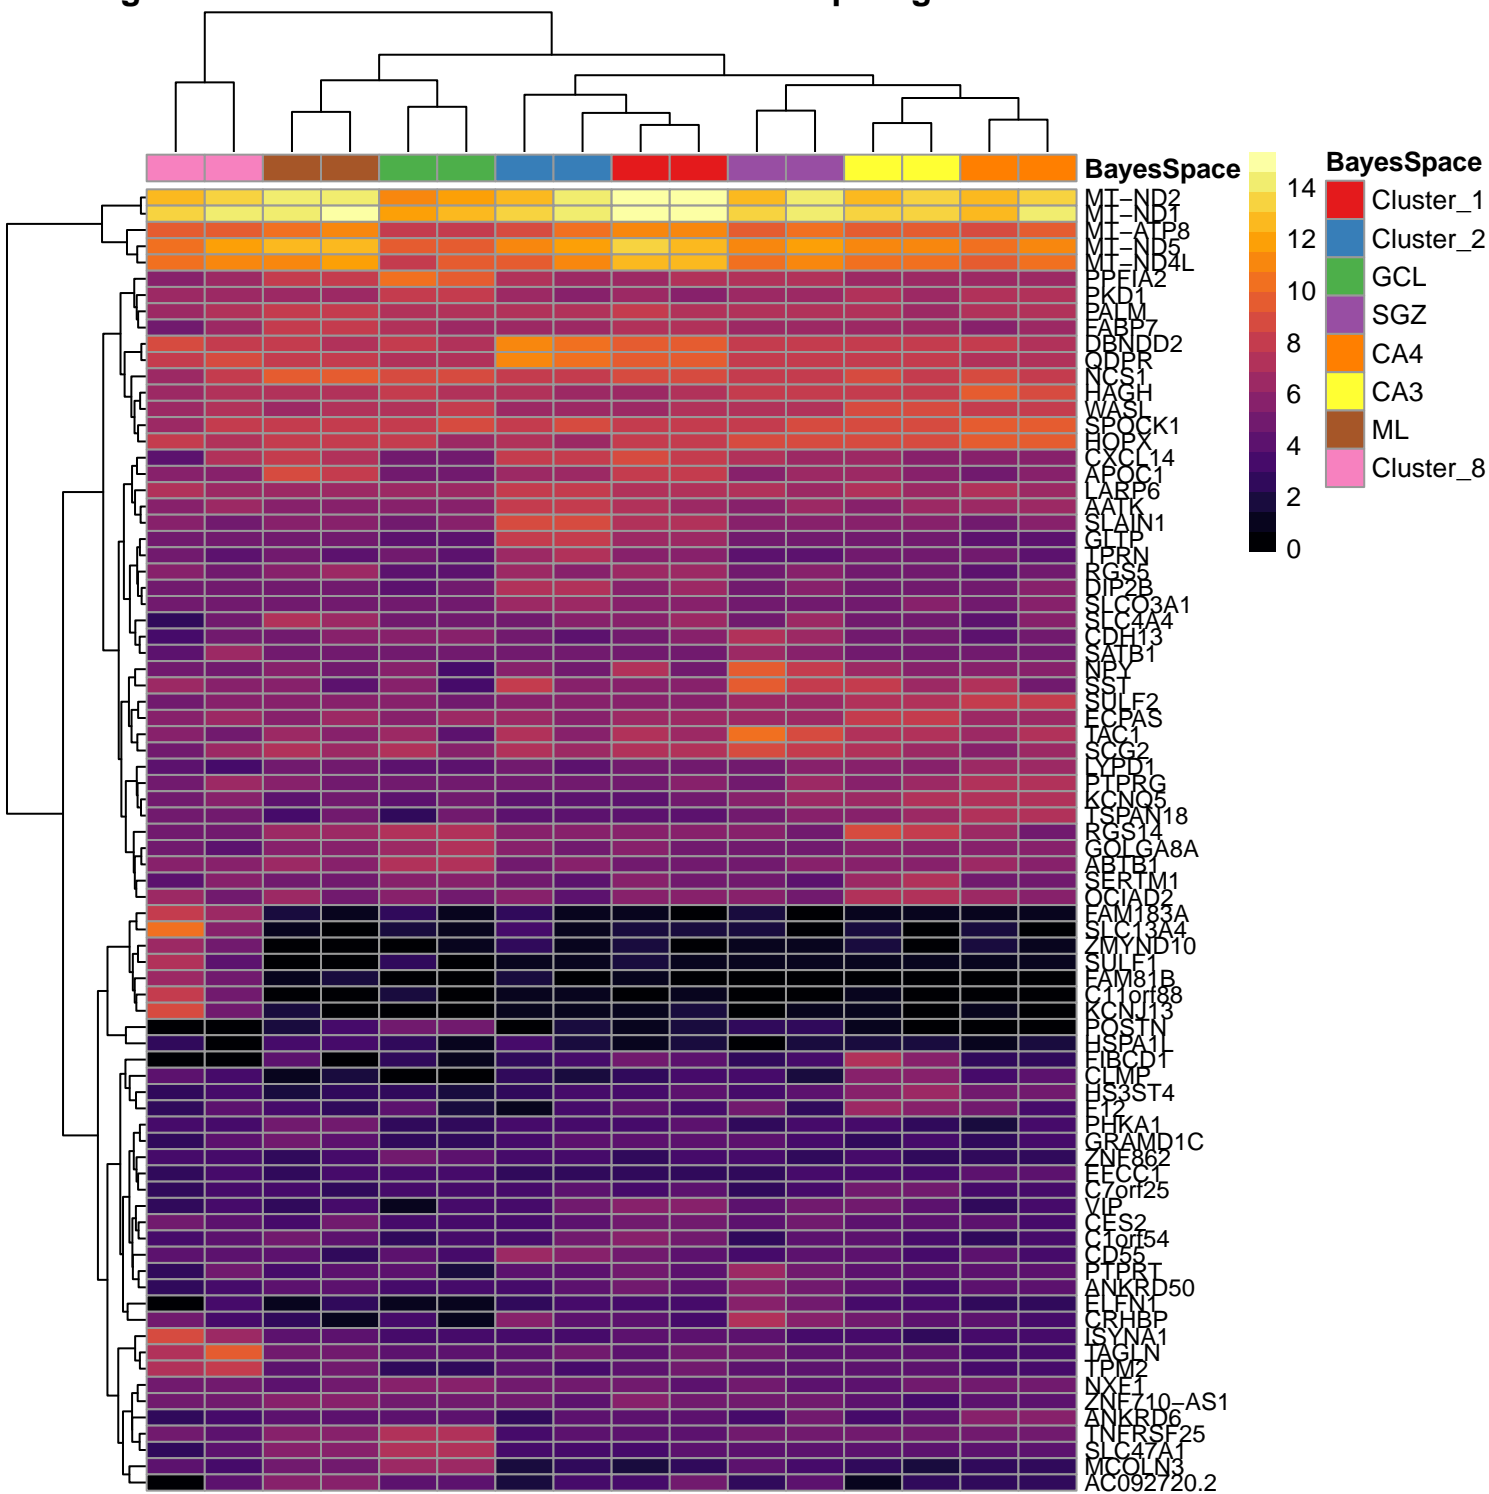 BayesSpace
MT−ND2
MT−ND1
MT−ATP8
MT−ND5
MT−ND4L
PPFIA2
PKD1
PALM
FABP7
DBNDD2
QDPR
NCS1
HAGH
WASL
SPOCK1
HOPX
CXCL14
APOC1
LARP6
AATK
SLAIN1
GLTP
TPRN
RGS5
DIP2B
SLCO3A1
SLC4A4
CDH13
SATB1
NPY
SST
SULF2
ECPAS
TAC1
SCG2
LYPD1
PTPRG
KCNQ5
TSPAN18
RGS14
GOLGA8A
ABTB1
SERTM1
OCIAD2
FAM183A
SLC13A4
ZMYND10
SULF1
FAM81B
C11orf88
KCNJ13
POSTN
HSPA1L
FIBCD1
CLMP
HS3ST4
F12
PHKA1
GRAMD1C
ZNF862
EFCC1
C7orf25
VIP
CES2
C1orf54
CD55
PTPRT
ANKRD50
ELFN1
CRHBP
ISYNA1
TAGLN
TPM2
NXF1
ZNF710−AS1
ANKRD6
TNFRSF25
SLC47A1
MCOLN3
AC092720.2
14
12
10
8
6
4
2
0
BayesSpace
Cluster_1
Cluster_2
GCL
SGZ
CA4
CA3
ML
Cluster_8